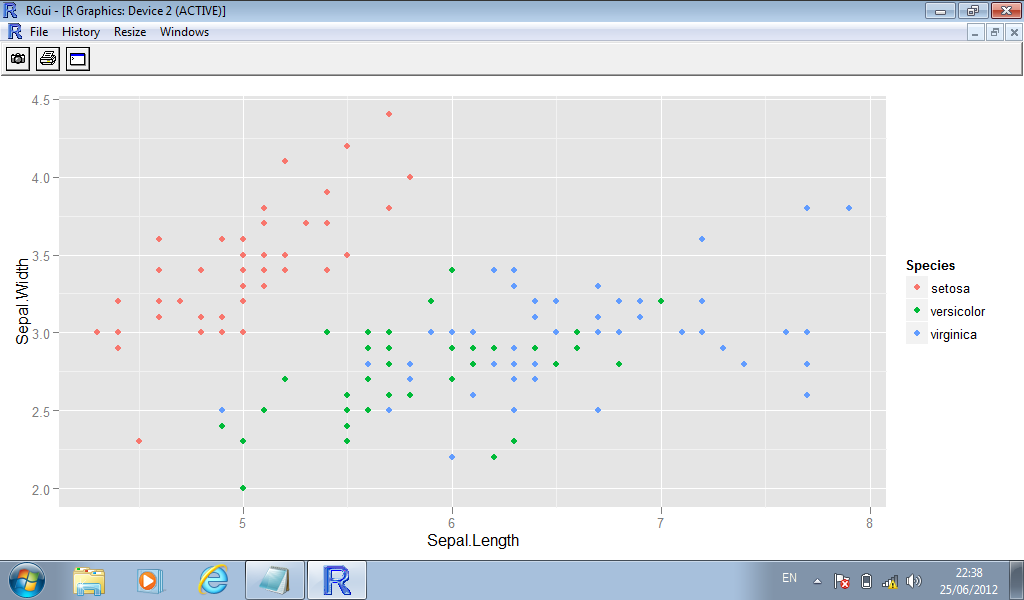 RGui - [R Graphics: Device 2 (ACTIVE)]
File History Resize Windows
4.5
4.0
3.5
3.0
2.5
2.0
Sepal.Width
5 6 7 8
Sepal.Length
Species
setosa
versicolor
virginica
EN
22:38
25/06/2012